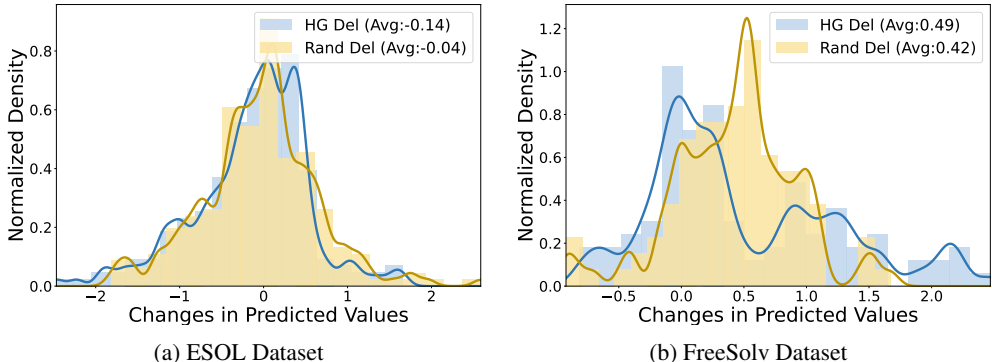 HG Del (Avg:-0.14)
Rand Del (Avg:-0.04)
Normalized Density
0.8
0.6
0.4
0.2
0.0
−2
−1
0
1
2
Changes in Predicted Values
(a) ESOL Dataset
HG Del (Avg:0.49)
Rand Del (Avg:0.42)
Normalized Density
1.2
1.0
0.8
0.6
0.4
0.2
0.0
−0.5
0.0
0.5
1.0
1.5
2.0
Changes in Predicted Values
(b) FreeSolv Dataset